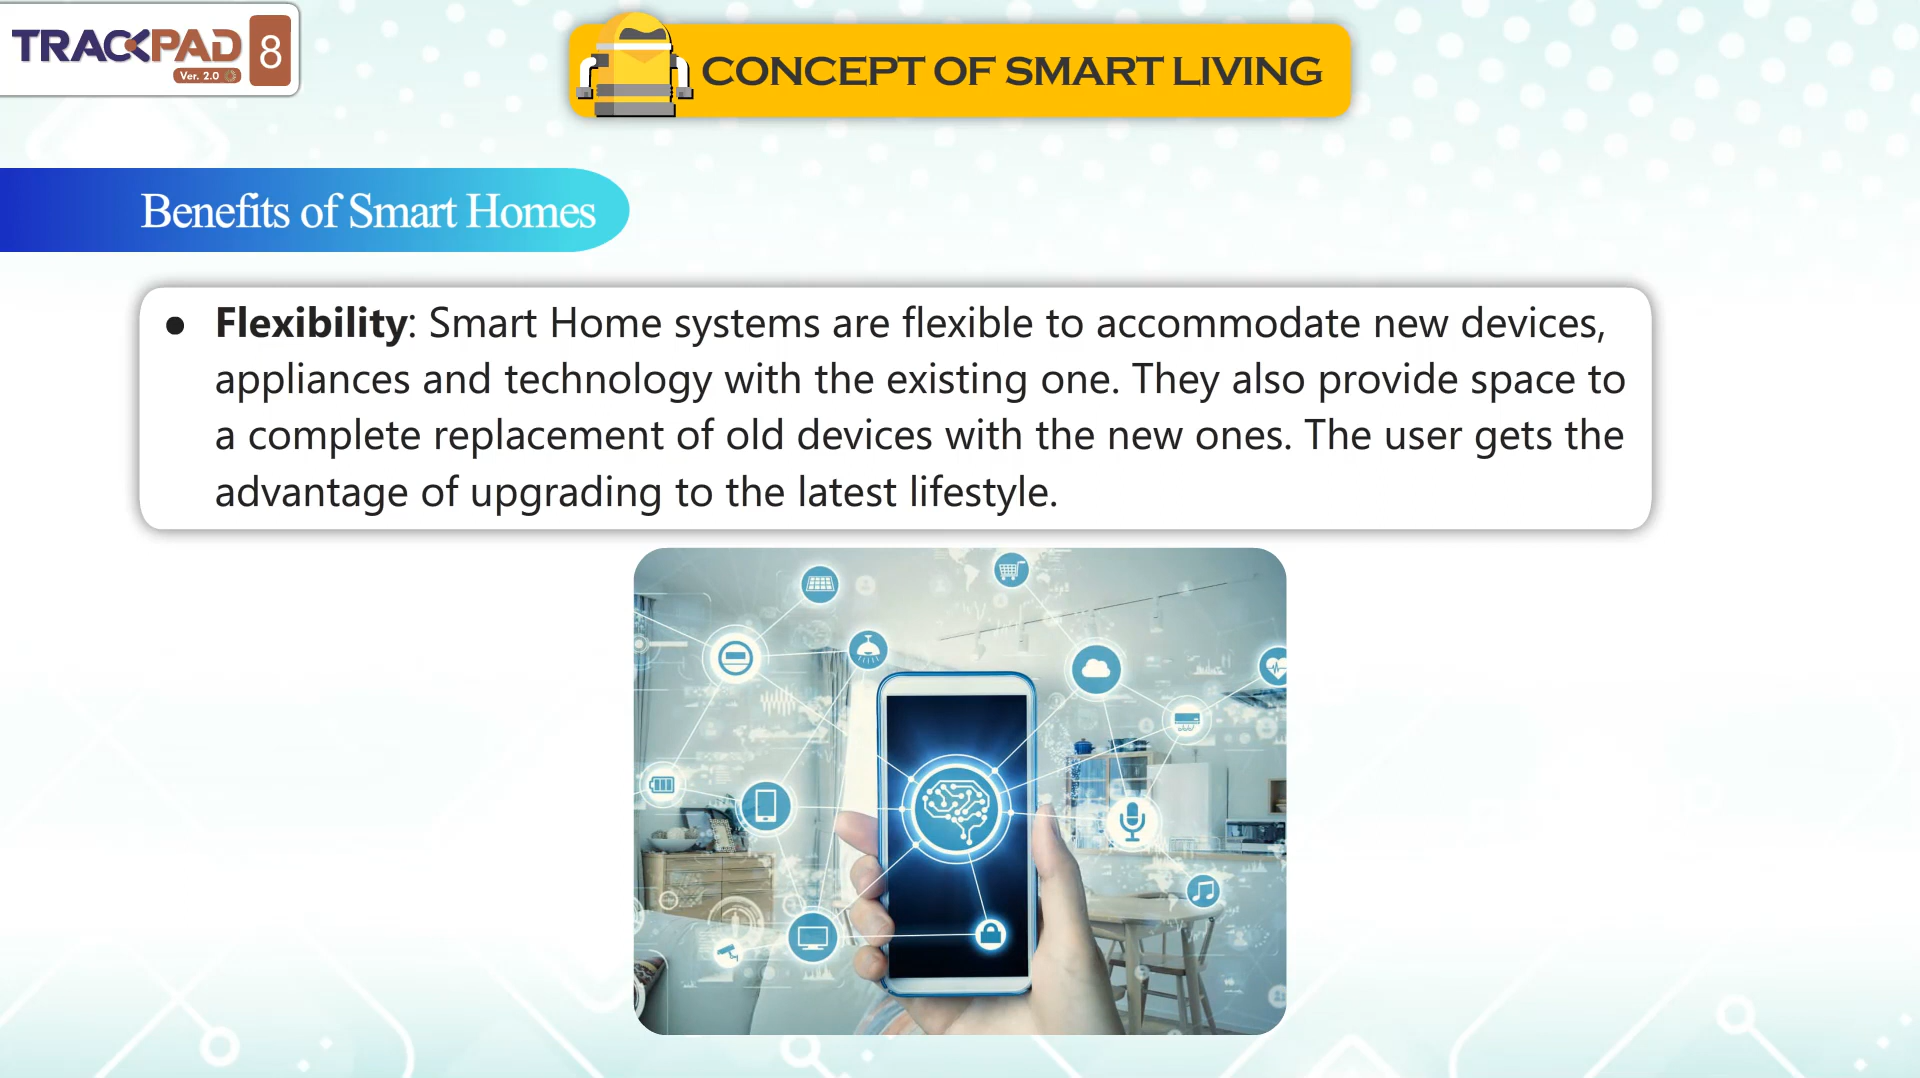 TRACKPAD
Ver. 2.0
8
CONCEPT OF SMART LIVING
Benefits of Smart Homes
● Flexibility: Smart Home systems are flexible to accommodate new devices,
appliances and technology with the existing one. They also provide space to
a complete replacement of old devices with the new ones. The user gets the
advantage of upgrading to the latest lifestyle.